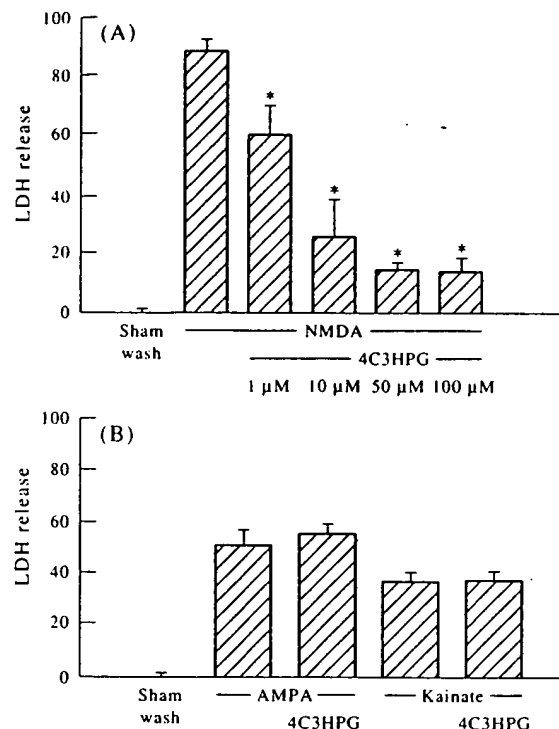 (A)
100
80
60
40
20
0
LDH release
*
*
*
*
Sham wash
NMDA
4C3HPG
1 µM 10 µM 50 µM 100 µM
(B)
100
80
60
40
20
0
LDH release
Sham wash
AMPA
Kainate
4C3HPG
4C3HPG